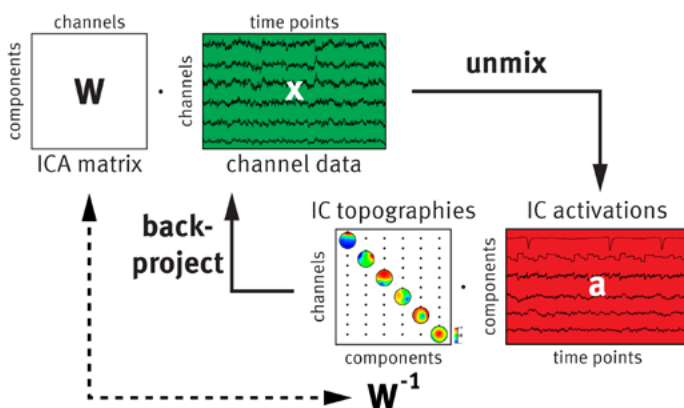 channels
time points
components
W
·
channels
x
unmix
ICA matrix
channel data
back-
project
IC topographies
IC activations
channels
·
components
a
components
time points
W⁻¹